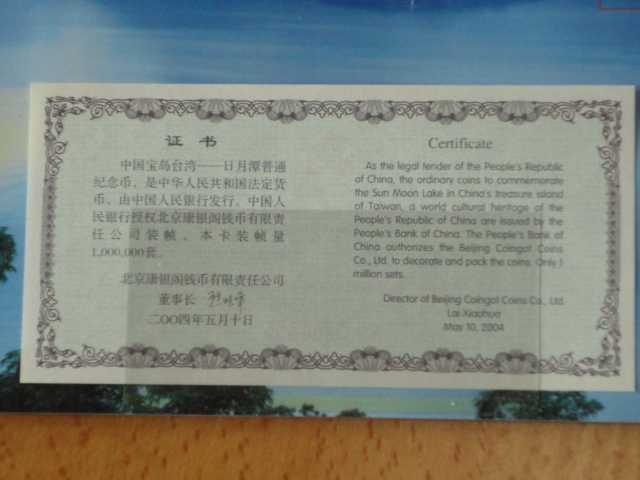 证 书
中国宝岛台湾——日月潭普通
纪念币，是中华人民共和国法定货
币，由中国人民银行发行。中国人
民银行授权北京康银阁钱币有限责
任公司装帧。本卡装帧量
1,000,000套。
北京康银阁钱币有限责任公司
董事长
二〇〇四年五月十日
Certificate
As the legal tender of the People's Republic
of China, the ordinary coins to commemorate
the Sun Moon Lake in China's treasure island
of Taiwan, a world cultural heritage of the
People's Republic of China are issued by the
People's Bank of China. The People's Bank of
China authorizes the Beijing Coingot Coins
Co., Ltd. to decorate and pack the coins. Only 1
million sets.
Director of Beijing Coingot Coins Co., Ltd.
Lai Xiaohua
May 10, 2004